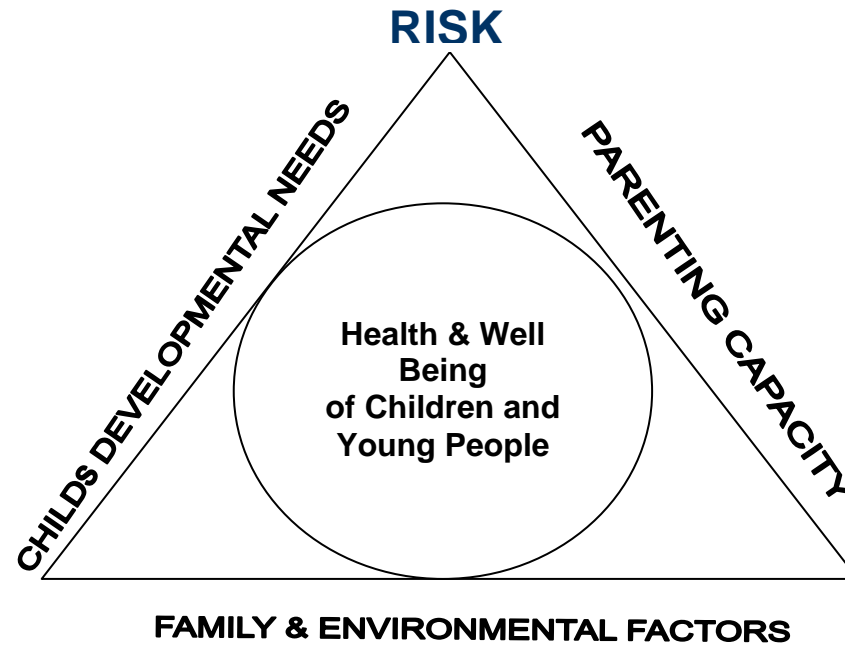 RISK
CHILDS DEVELOPMENTAL NEEDS
PARENTING CAPACITY
Health & Well
Being
of Children and
Young People
FAMILY & ENVIRONMENTAL FACTORS